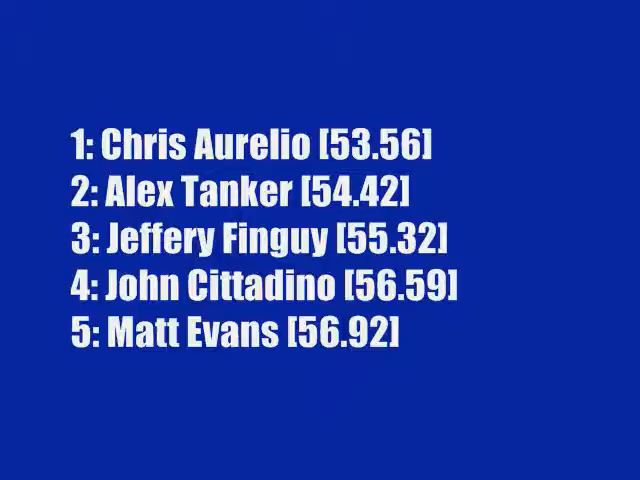 1: Chris Aurelio [53.56]
2: Alex Tanker [54.42]
3: Jeffery Finguy [55.32]
4: John Cittadino [56.59]
5: Matt Evans [56.92]